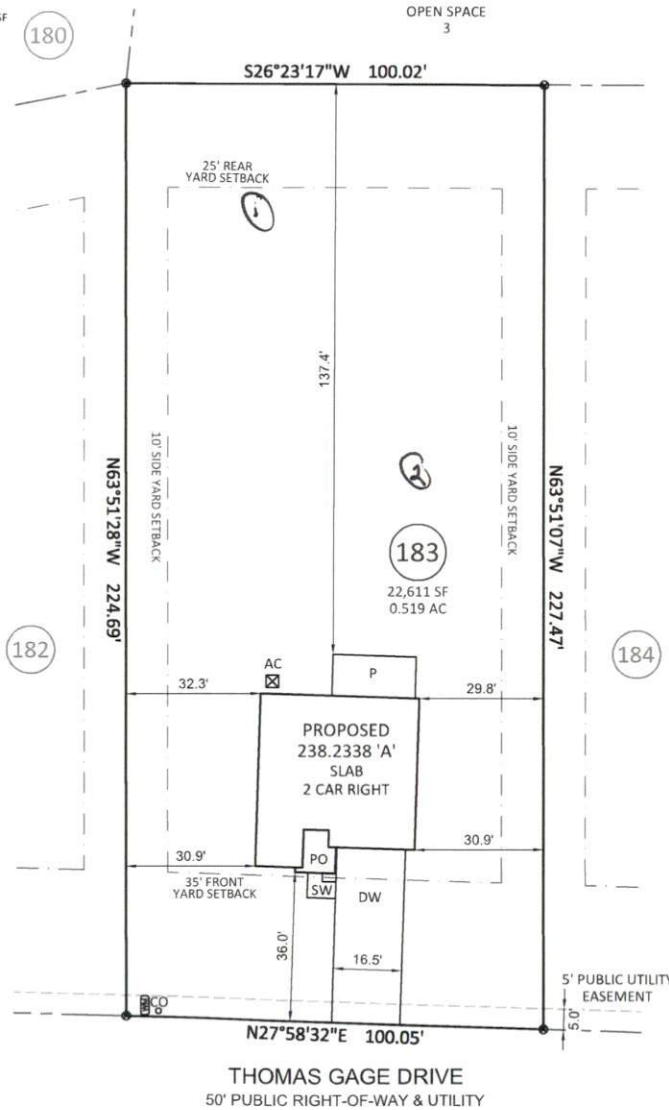 SF
180
OPEN SPACE
3
S26°23'17"W 100.02'
25' REAR
YARD SETBACK
1
137.4'
10' SIDE YARD SETBACK
10' SIDE YARD SETBACK
2
N63°51'28"W 224.69'
N63°51'07"W 227.47'
183
22,611 SF
0.519 AC
182
184
AC
P
32.3'
29.8'
PROPOSED
238.2338 'A'
SLAB
2 CAR RIGHT
30.9'
30.9'
PO
35' FRONT
YARD SETBACK
SW
DW
36.0'
16.5'
5' PUBLIC UTILITY
EASEMENT
5.0'
CO
N27°58'32"E 100.05'
THOMAS GAGE DRIVE
50' PUBLIC RIGHT-OF-WAY & UTILITY